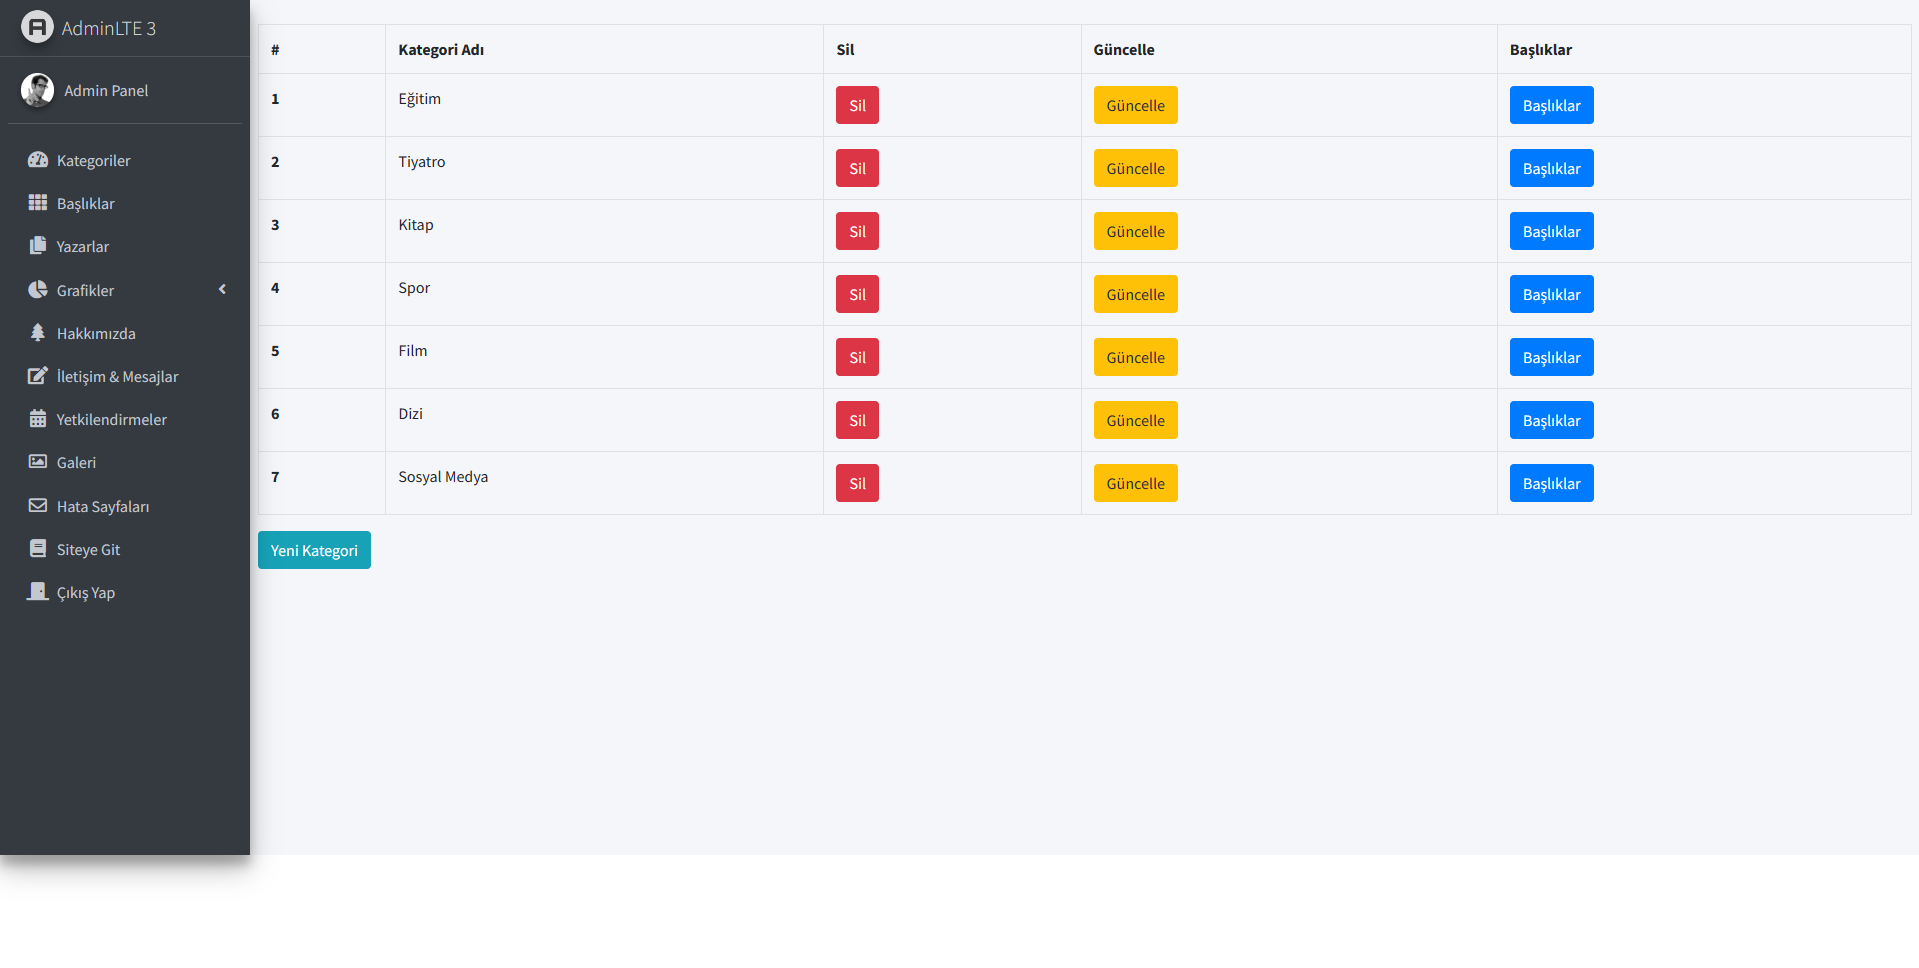 AdminLTE 3
Admin Panel
Kategoriler
Başlıklar
Yazarlar
Grafikler
Hakkımızda
İletişim & Mesajlar
Yetkilendirmeler
Galeri
Hata Sayfaları
Siteye Git
Çıkış Yap
# Kategori Adı Sil Güncelle Başlıklar
1 Eğitim Sil Güncelle Başlıklar
2 Tiyatro Sil Güncelle Başlıklar
3 Kitap Sil Güncelle Başlıklar
4 Spor Sil Güncelle Başlıklar
5 Film Sil Güncelle Başlıklar
6 Dizi Sil Güncelle Başlıklar
7 Sosyal Medya Sil Güncelle Başlıklar
Yeni Kategori